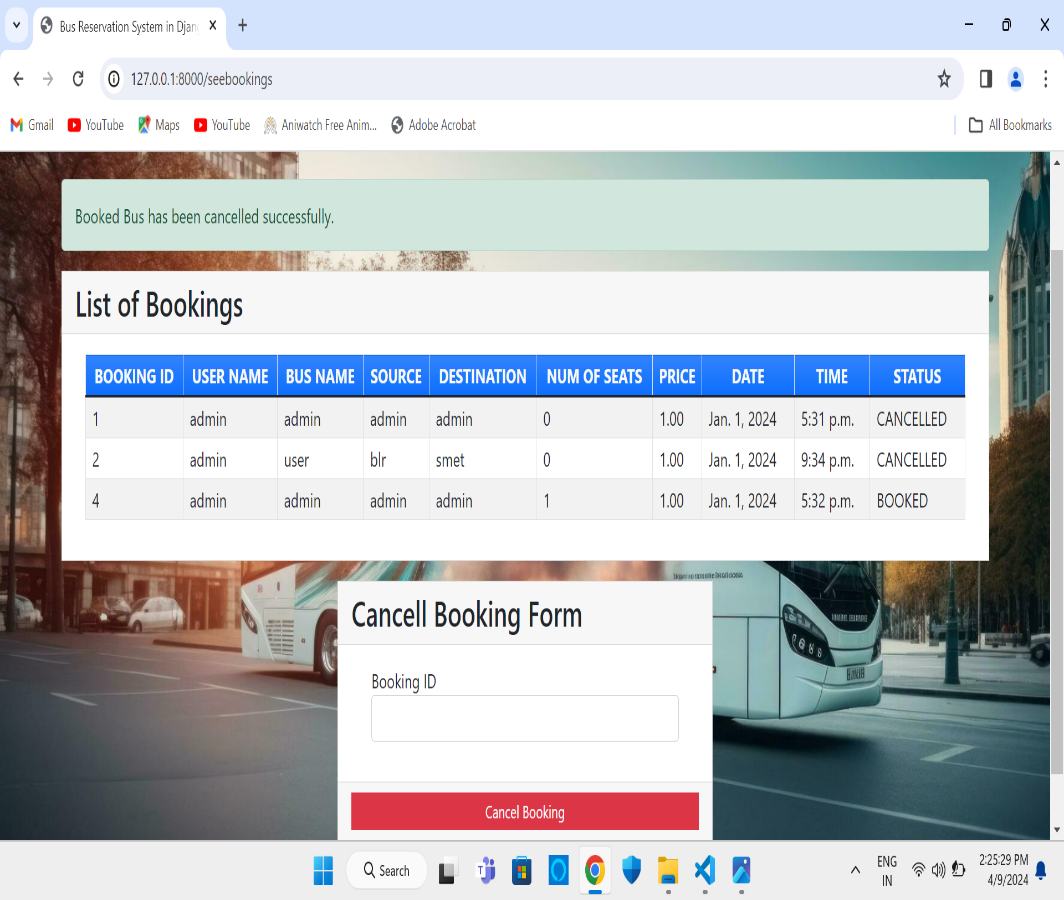 Bus Reservation System in Djan
127.0.0.1:8000/seebookings
Gmail YouTube Maps YouTube Aniwatch Free Anim... Adobe Acrobat All Bookmarks
Booked Bus has been cancelled successfully.
List of Bookings
BOOKING ID USER NAME BUS NAME SOURCE DESTINATION NUM OF SEATS PRICE DATE TIME STATUS
1 admin admin admin admin 0 1.00 Jan. 1, 2024 5:31 p.m. CANCELLED
2 admin user blr smet 0 1.00 Jan. 1, 2024 9:34 p.m. CANCELLED
4 admin admin admin admin 1 1.00 Jan. 1, 2024 5:32 p.m. BOOKED
Cancell Booking Form
Booking ID
Cancel Booking
Search
ENG
IN
2:25:29 PM
4/9/2024